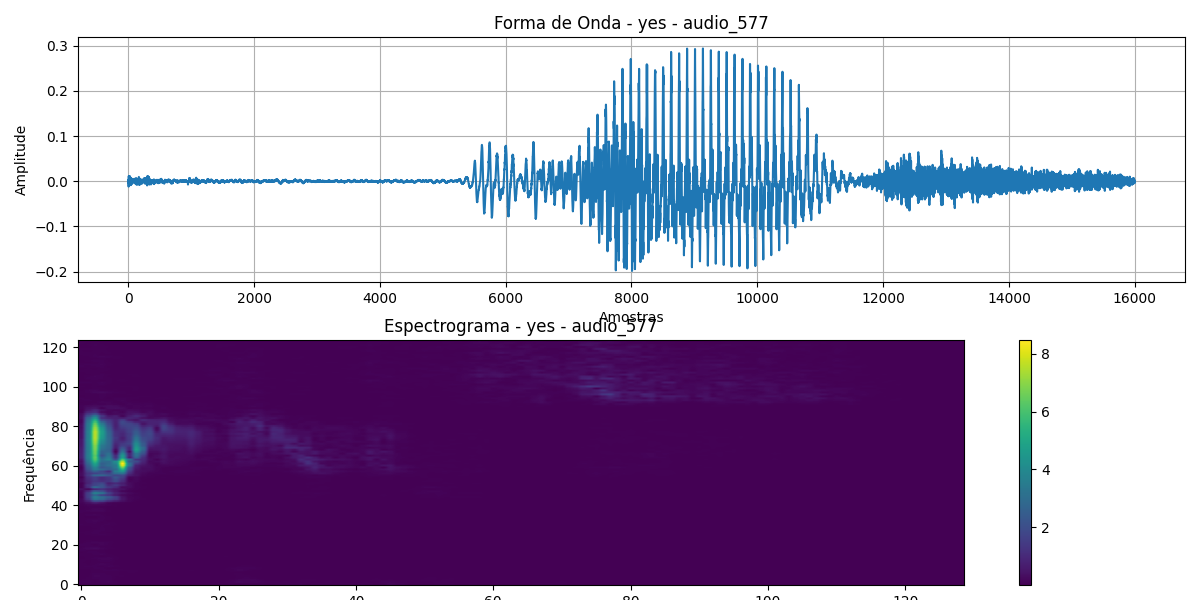 Forma de Onda - yes - audio_577
Amplitude
0.3
0.2
0.1
0.0
−0.1
−0.2
0 2000 4000 6000 8000 10000 12000 14000 16000
Amostras
Espectrograma - yes - audio_577
Frequência
120
100
80
60
40
20
0
0 20 40 60 80 100 120
8
6
4
2